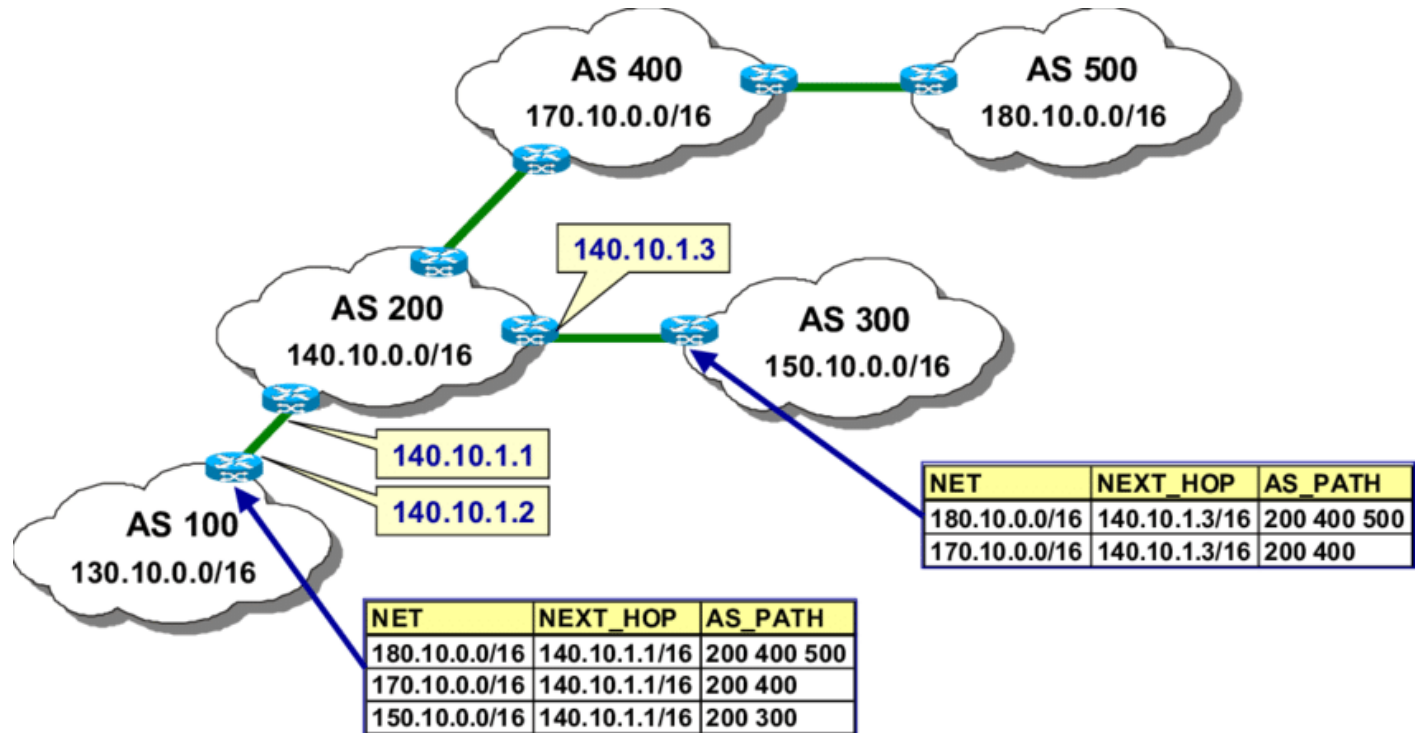 AS 400
170.10.0.0/16
AS 500
180.10.0.0/16
140.10.1.3
AS 200
140.10.0.0/16
AS 300
150.10.0.0/16
140.10.1.1
140.10.1.2
AS 100
130.10.0.0/16
NET NEXT_HOP AS_PATH
180.10.0.0/16 140.10.1.3/16 200 400 500
170.10.0.0/16 140.10.1.3/16 200 400
NET NEXT_HOP AS_PATH
180.10.0.0/16 140.10.1.1/16 200 400 500
170.10.0.0/16 140.10.1.1/16 200 400
150.10.0.0/16 140.10.1.1/16 200 300